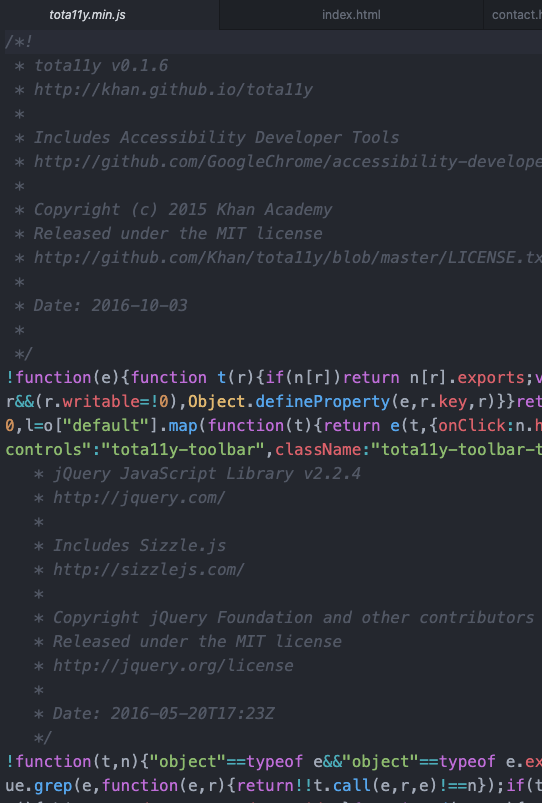 tota11y.min.js index.html contact.h
/*!
 * tota11y v0.1.6
 * http://khan.github.io/tota11y
 *
 * Includes Accessibility Developer Tools
 * http://github.com/GoogleChrome/accessibility-develope
 *
 * Copyright (c) 2015 Khan Academy
 * Released under the MIT license
 * http://github.com/Khan/tota11y/blob/master/LICENSE.tx
 *
 * Date: 2016-10-03
 *
 */
!function(e){function t(r){if(n[r])return n[r].exports;v
r&&(r.writable=!0),Object.defineProperty(e,r.key,r)}}ret
0,l=o["default"].map(function(t){return e(t,{onClick:n.h
controls":"tota11y-toolbar",className:"tota11y-toolbar-t
   * jQuery JavaScript Library v2.2.4
   * http://jquery.com/
   *
   * Includes Sizzle.js
   * http://sizzlejs.com/
   *
   * Copyright jQuery Foundation and other contributors
   * Released under the MIT license
   * http://jquery.org/license
   *
   * Date: 2016-05-20T17:23Z
   */
!function(t,n){"object"==typeof e&&"object"==typeof e.ex
ue.grep(e,function(e,r){return!!t.call(e,r,e)!==n});if(t